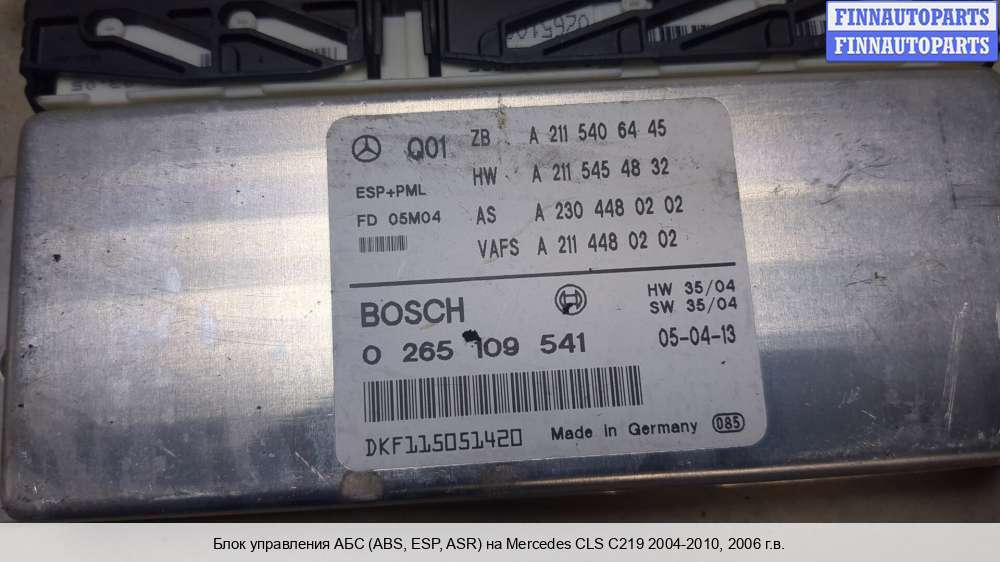 FINNAUTOPARTS
FINNAUTOPARTS
Q01
ZB A 211 540 64 45
ESP+PML
HW A 211 545 48 32
FD 05M04
AS A 230 448 02 02
VAFS A 211 448 02 02
BOSCH
HW 35/04
SW 35/04
0 265 109 541
05-04-13
DKF115051420
Made in Germany
085
Блок управления АБС (ABS, ESP, ASR) на Mercedes CLS C219 2004-2010, 2006 г.в.